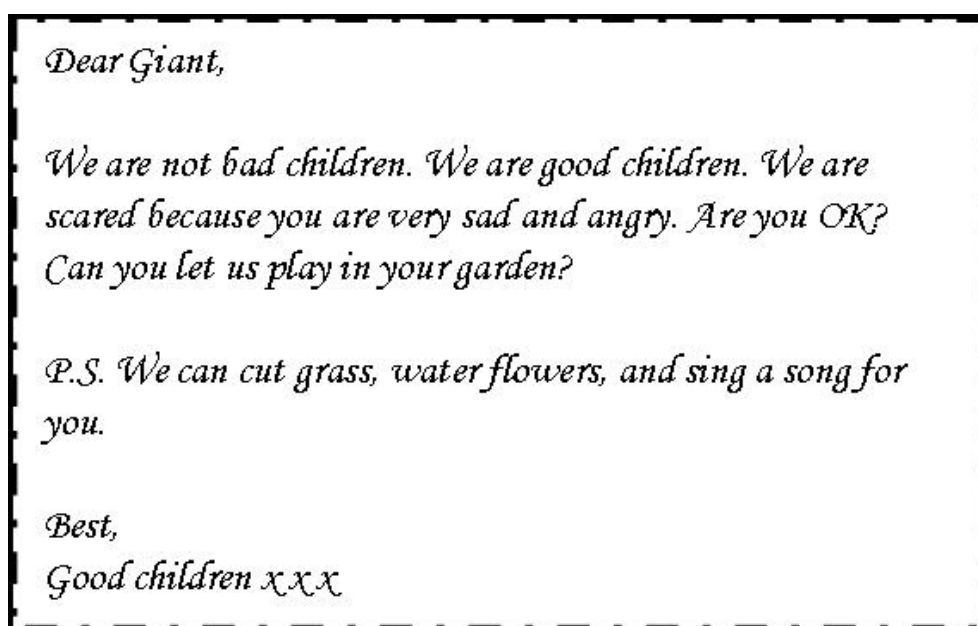 Dear Giant,
We are not bad children. We are good children. We are
scared because you are very sad and angry. Are you OK?
Can you let us play in your garden?
P.S. We can cut grass, water flowers, and sing a song for
you.
Best,
Good children x x x